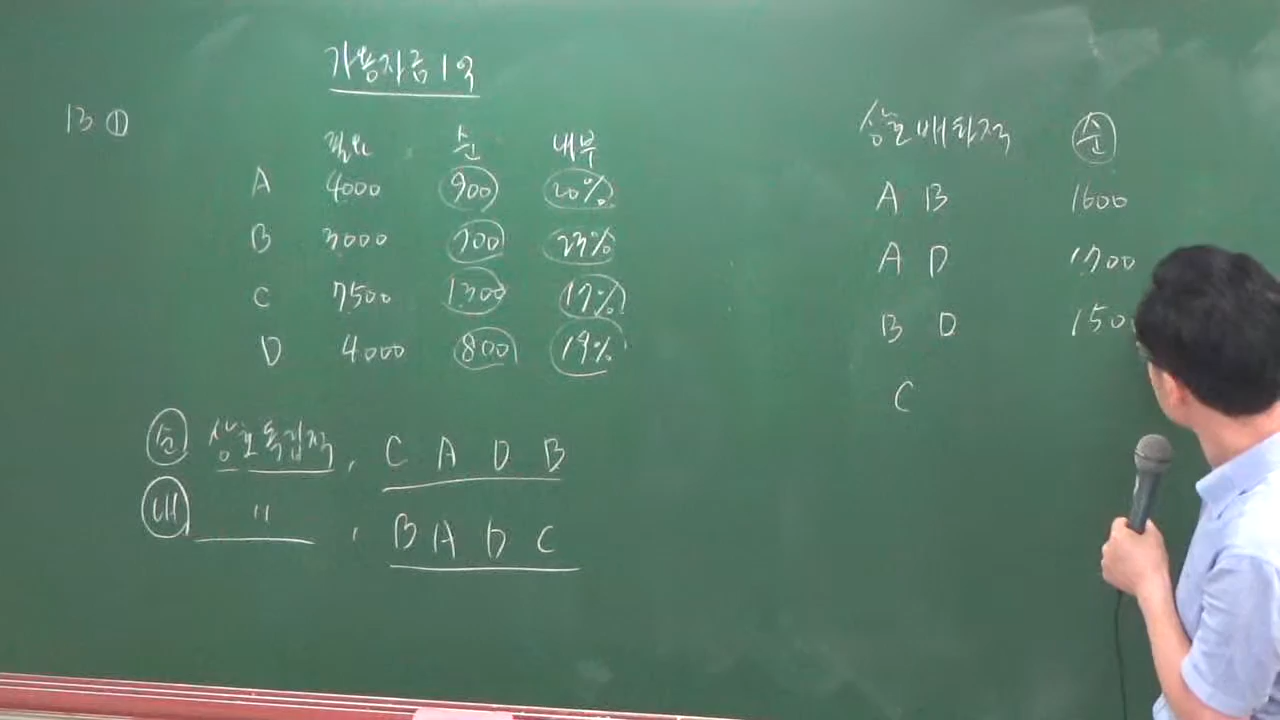 가용자금 1억
13 ①
필요 순 내부
A 4000 900 20%
B 3000 700 23%
C 7500 1300 17%
D 4000 800 19%
순 상호독립적, C A D B
내 〃 , B A D C
상호배타적 순
A B 1600
A D 1700
B D 150
C